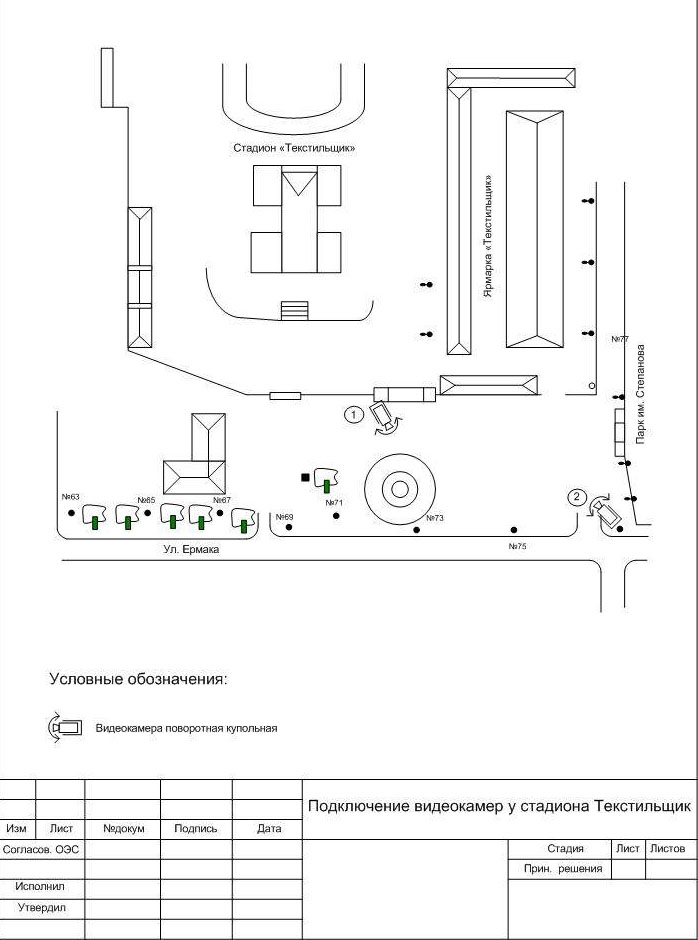 Стадион «Текстильщик»
Ярмарка «Текстильщик»
№77
Парк им. Степанова
1
2
№63
№65
№67
№69
№71
№73
№75
Ул. Ермака
Условные обозначения:
Видеокамера поворотная купольная
Подключение видеокамер у стадиона Текстильщик
Изм Лист №докум Подпись Дата
Согласов. ОЭС
Стадия Лист Листов
Прин. решения
Исполнил
Утвердил